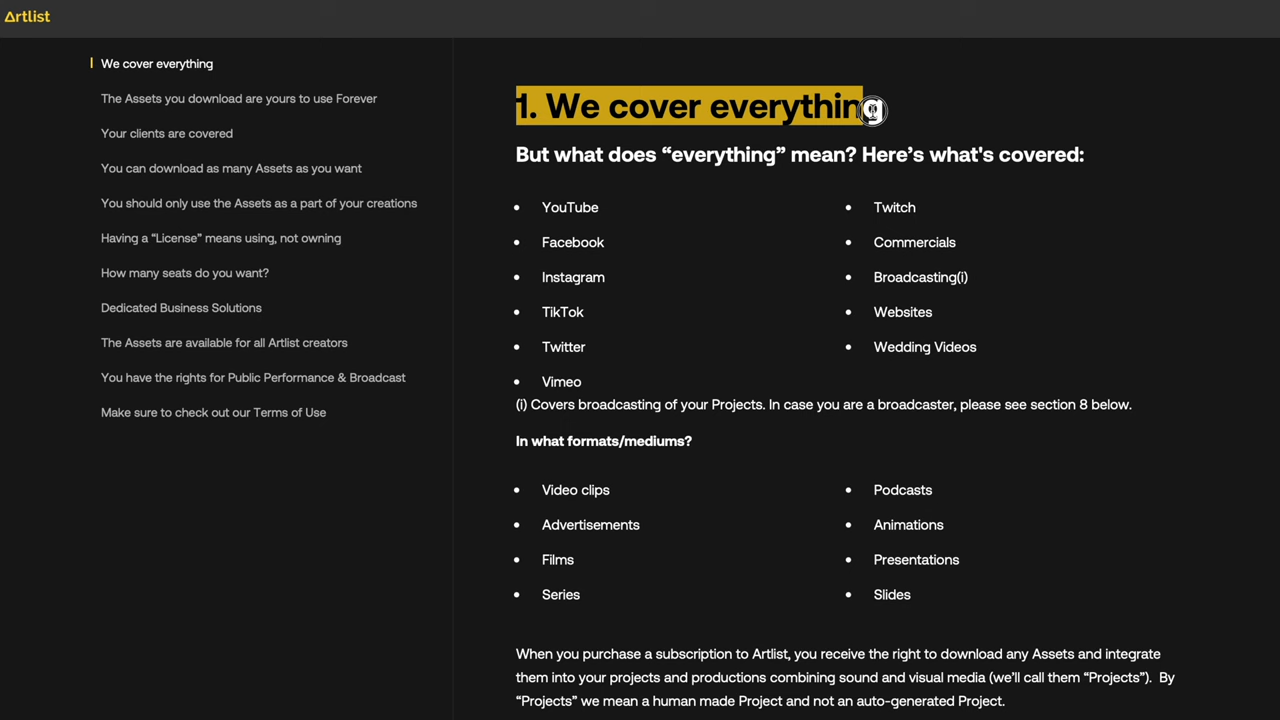 Artlist
We cover everything
The Assets you download are yours to use Forever
Your clients are covered
You can download as many Assets as you want
You should only use the Assets as a part of your creations
Having a “License” means using, not owning
How many seats do you want?
Dedicated Business Solutions
The Assets are available for all Artlist creators
You have the rights for Public Performance & Broadcast
Make sure to check out our Terms of Use
1. We cover everything
But what does “everything” mean? Here’s what's covered:
YouTube
Facebook
Instagram
TikTok
Twitter
Vimeo
Twitch
Commercials
Broadcasting(i)
Websites
Wedding Videos
(i) Covers broadcasting of your Projects. In case you are a broadcaster, please see section 8 below.
In what formats/mediums?
Video clips
Advertisements
Films
Series
Podcasts
Animations
Presentations
Slides
When you purchase a subscription to Artlist, you receive the right to download any Assets and integrate
them into your projects and productions combining sound and visual media (we’ll call them “Projects”). By
“Projects” we mean a human made Project and not an auto-generated Project.